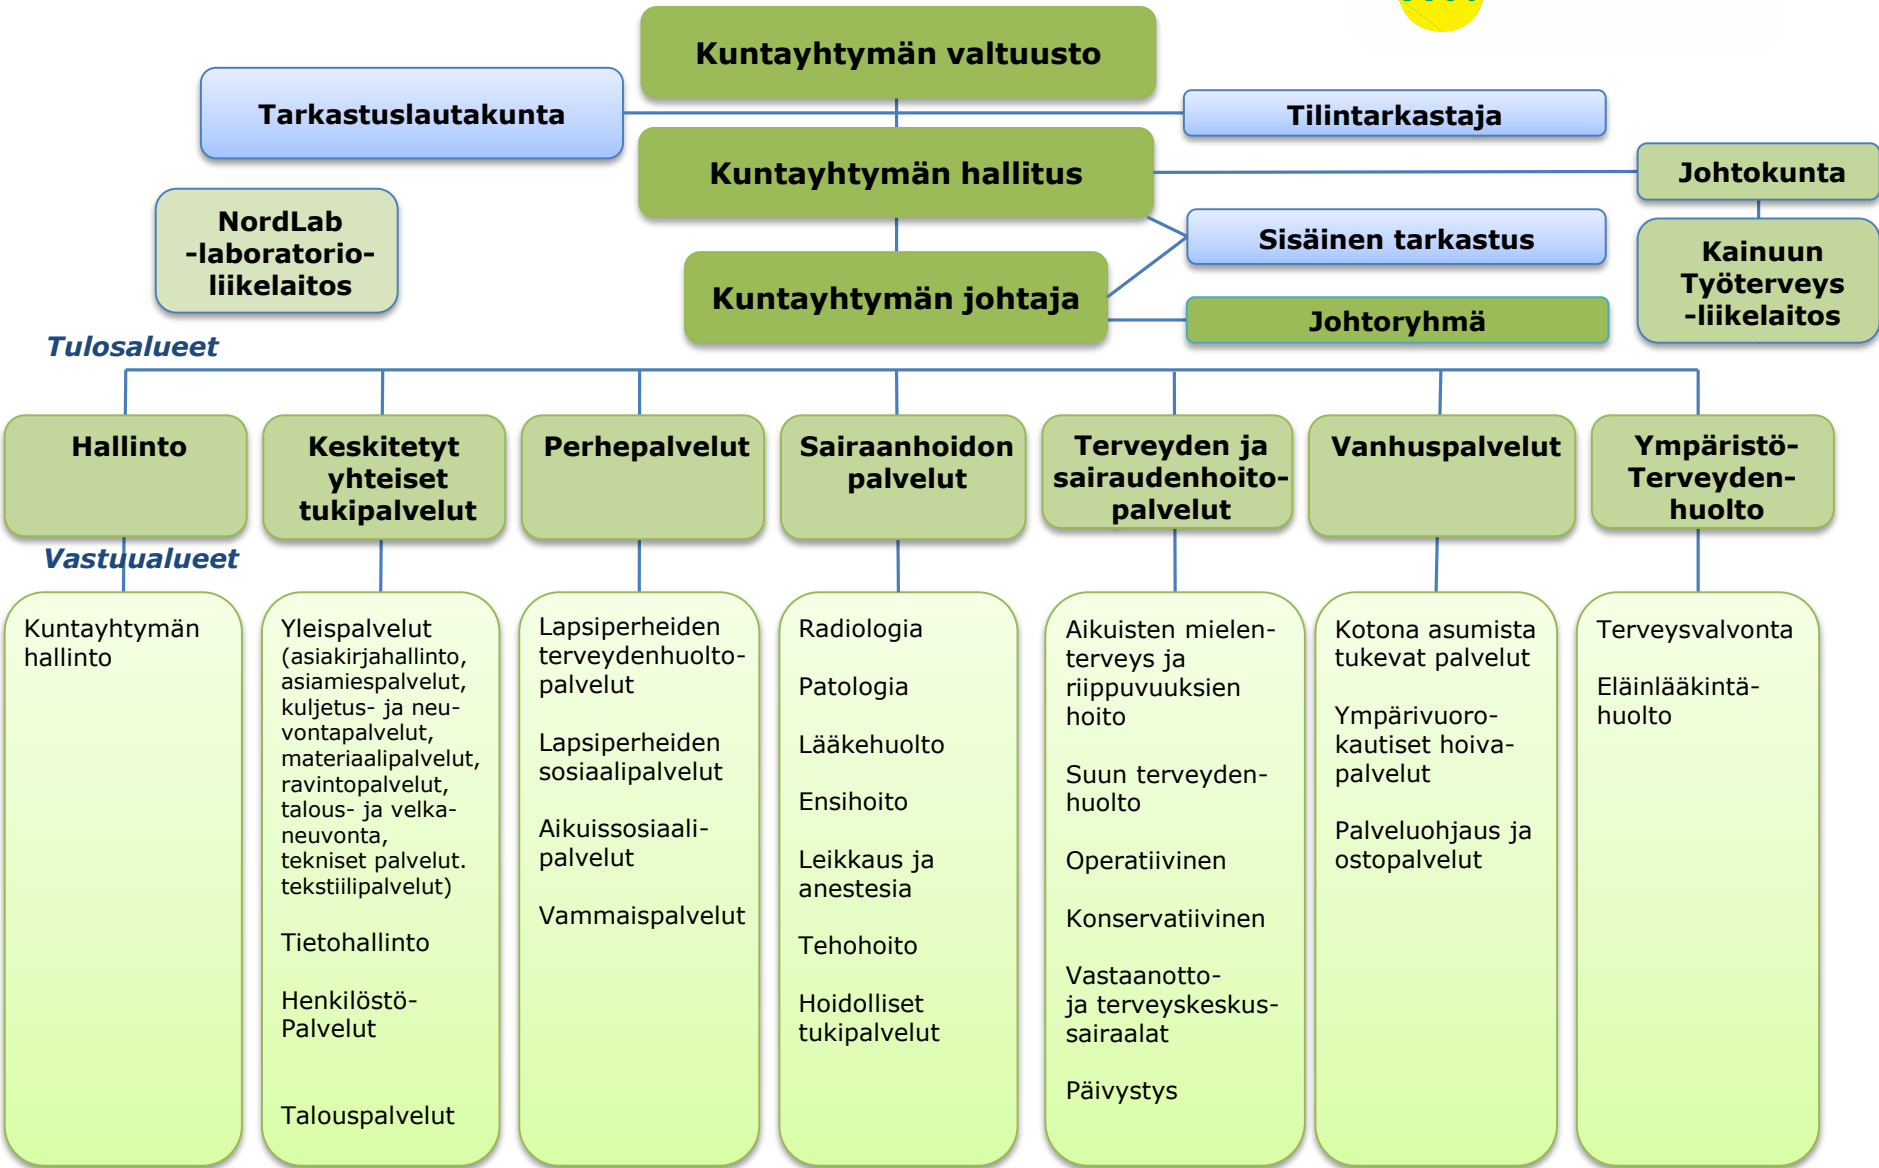 Kuntayhtymän valtuusto
Tarkastuslautakunta
Tilintarkastaja
Kuntayhtymän hallitus
Johtokunta
NordLab
-laboratorio-
liikelaitos
Sisäinen tarkastus
Kainuun
Työterveys
-liikelaitos
Kuntayhtymän johtaja
Johtoryhmä
Tulosalueet
Hallinto
Keskitetyt
yhteiset
tukipalvelut
Perhepalvelut
Sairaanhoidon
palvelut
Terveyden ja
sairaudenhoito-
palvelut
Vanhuspalvelut
Ympäristö-
Terveyden-
huolto
Vastuualueet
Kuntayhtymän
hallinto
Yleispalvelut
(asiakirjahallinto,
asiamiespalvelut,
kuljetus- ja neu-
vontapalvelut,
materiaalipalvelut,
ravintopalvelut,
talous- ja velka-
neuvonta,
tekniset palvelut.
tekstiilipalvelut)
Tietohallinto
Henkilöstö-
Palvelut
Talouspalvelut
Lapsiperheiden
terveydenhuolto-
palvelut
Lapsiperheiden
sosiaalipalvelut
Aikuissosiaali-
palvelut
Vammaispalvelut
Radiologia
Patologia
Lääkehuolto
Ensihoito
Leikkaus ja
anestesia
Tehohoito
Hoidolliset
tukipalvelut
Aikuisten mielen-
terveys ja
riippuvuuksien
hoito
Suun terveyden-
huolto
Operatiivinen
Konservatiivinen
Vastaanotto-
ja terveyskeskus-
sairaalat
Päivystys
Kotona asumista
tukevat palvelut
Ympärivuoro-
kautiset hoiva-
palvelut
Palveluohjaus ja
ostopalvelut
Terveysvalvonta
Eläinlääkintä-
huolto